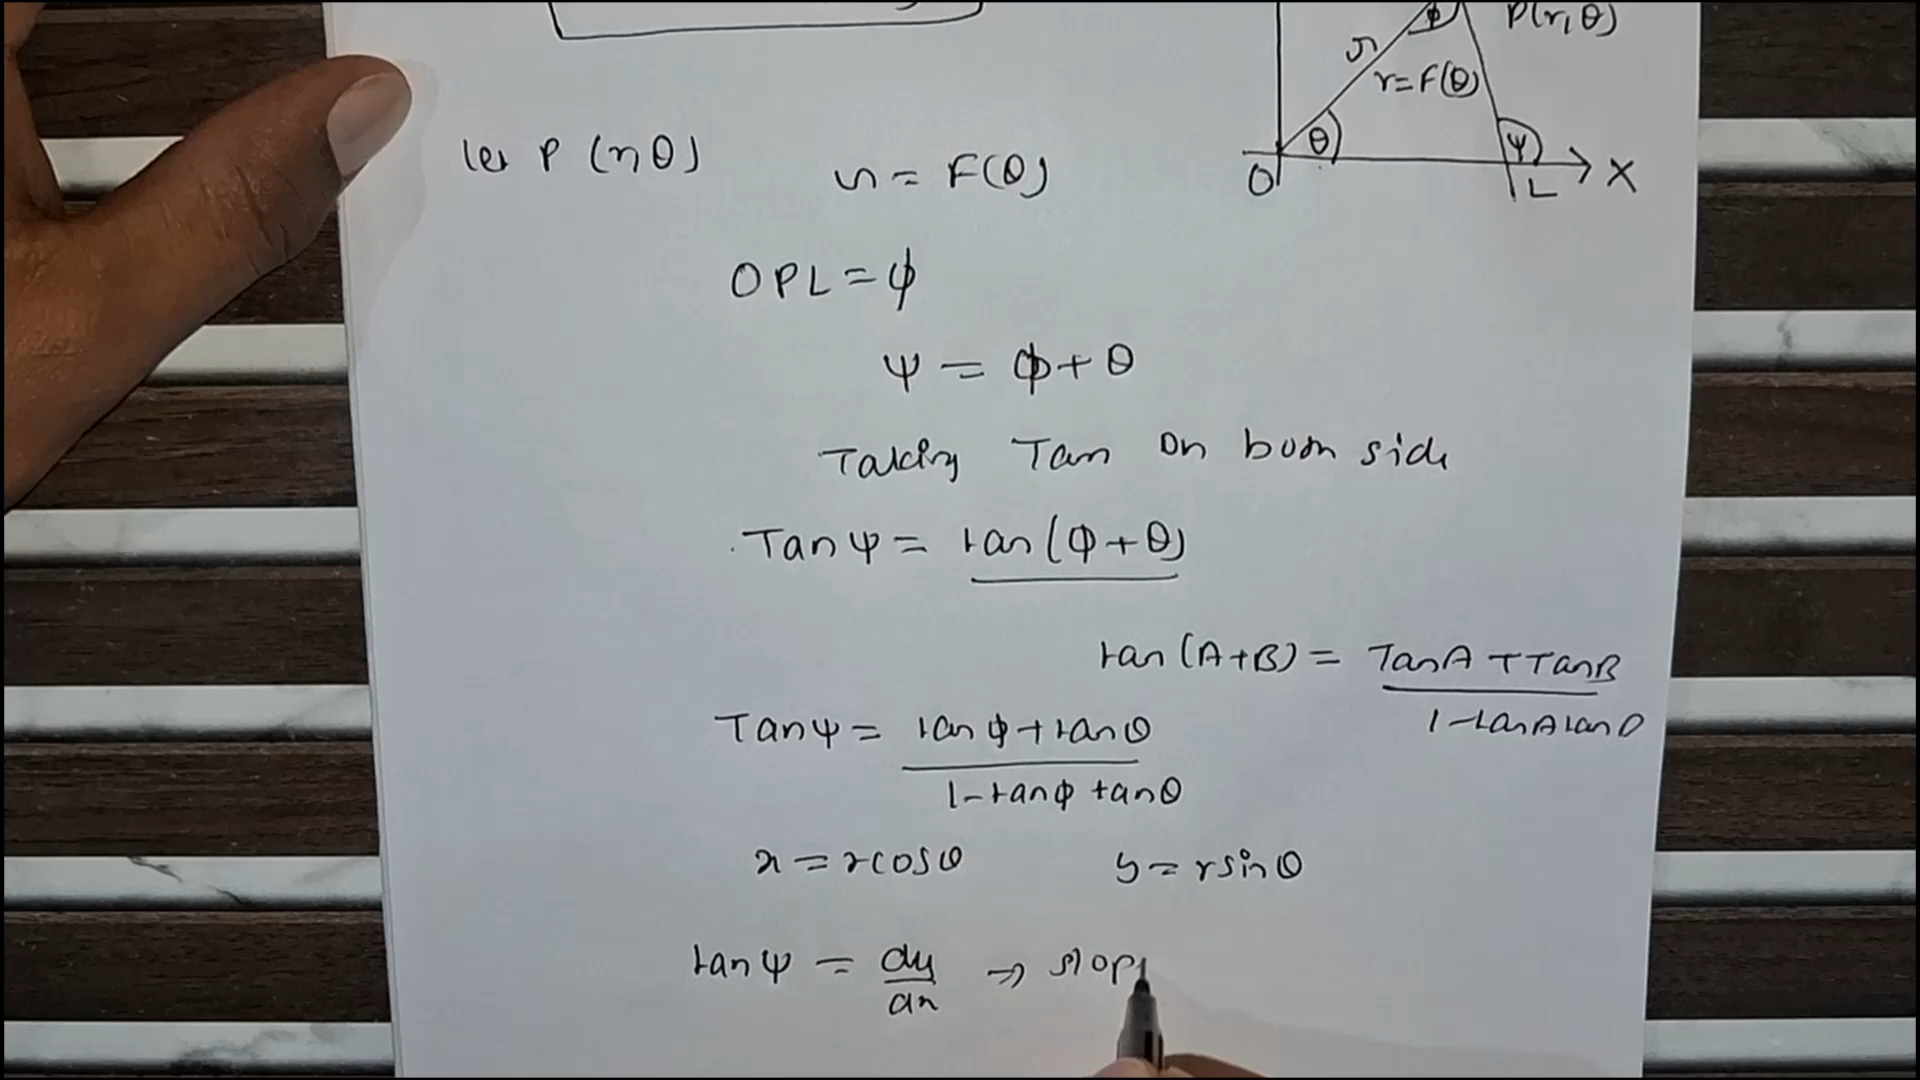 P(r,θ)
ϕ
r
r=F(θ)
θ
ψ
O
L
X
let P (r,θ)
r = F(θ)
OPL = ϕ
ψ = ϕ + θ
Taking Tan on both side
Tan ψ = tan (ϕ + θ)
tan (A+B) = TanA + TanB
1 - tanA tanB
Tan ψ = tan ϕ + tan θ
1 - tan ϕ tan θ
x = r cos θ y = r sin θ
tan ψ = dy
dx
⇒ slop